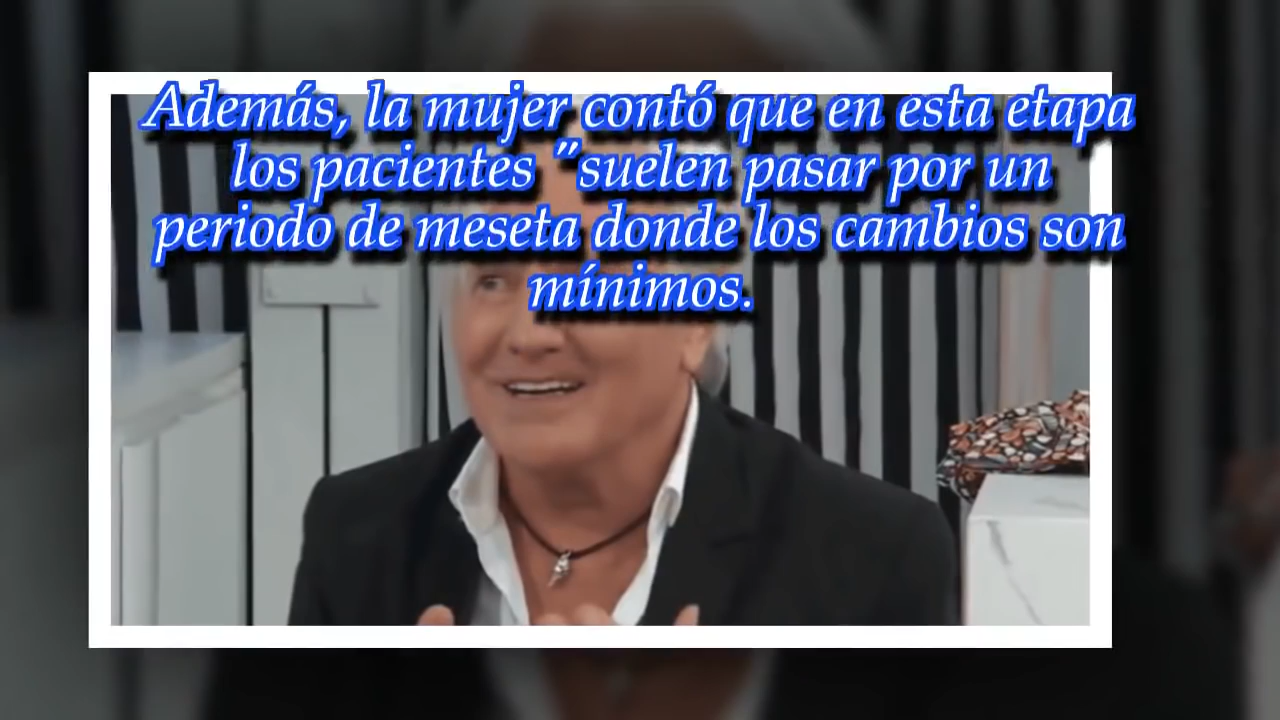 Además, la mujer contó que en esta etapa
los pacientes "suelen pasar por un
periodo de meseta donde los cambios son
mínimos.